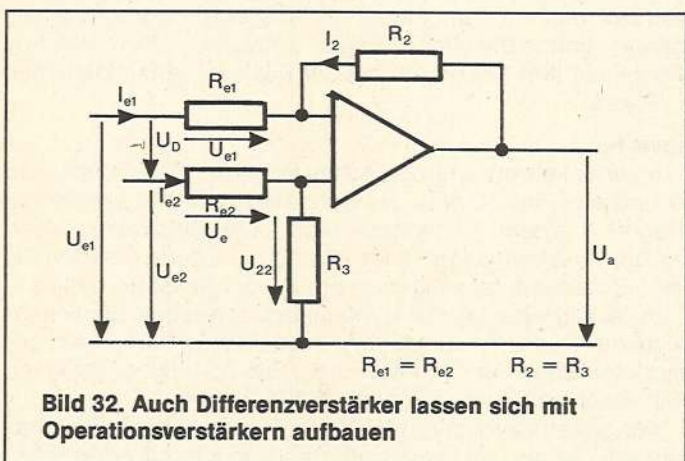 I2
R2
Re1
Ie1
UD
Ue1
Ie2
Re2
Ue
Ue1
Ue2
U22
R3
Ua
Re1 = Re2 R2 = R3
Bild 32. Auch Differenzverstärker lassen sich mit
Operationsverstärkern aufbauen